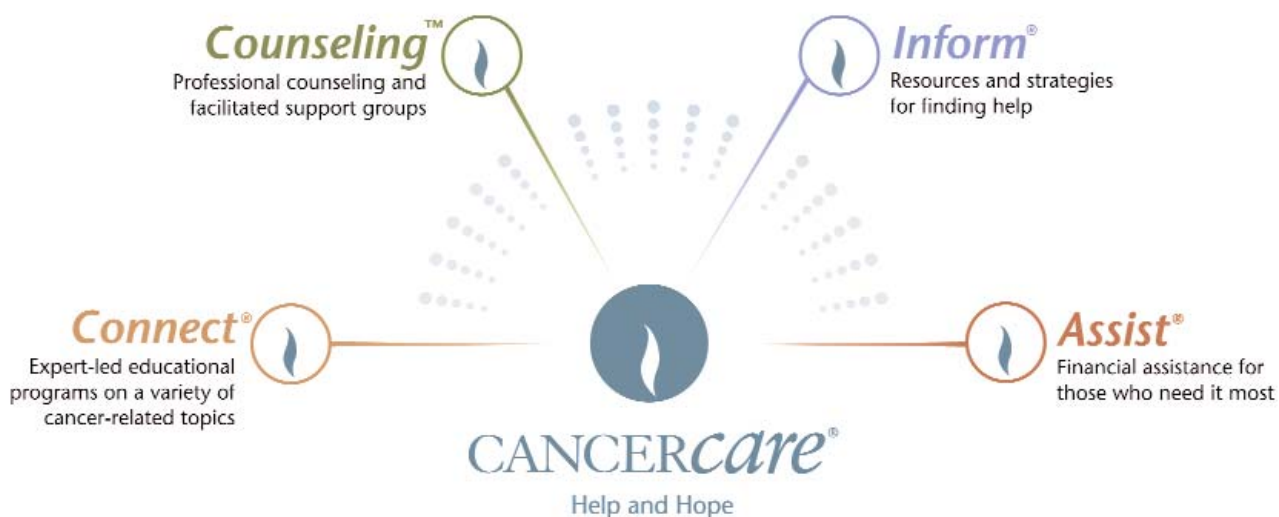 Counseling™
Professional counseling and
facilitated support groups
Inform®
Resources and strategies
for finding help
Connect®
Expert-led educational
programs on a variety of
cancer-related topics
Assist®
Financial assistance for
those who need it most
CANCERcare®
Help and Hope